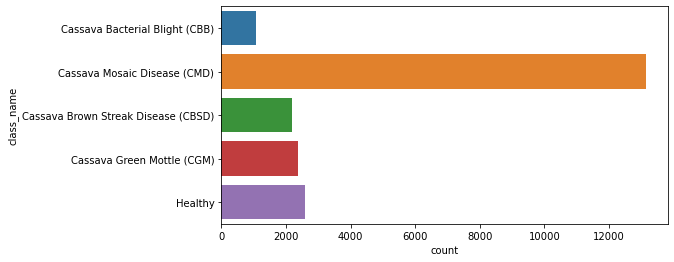 Cassava Bacterial Blight (CBB)
Cassava Mosaic Disease (CMD)
Cassava Brown Streak Disease (CBSD)
Cassava Green Mottle (CGM)
Healthy
class_name
0 2000 4000 6000 8000 10000 12000
count